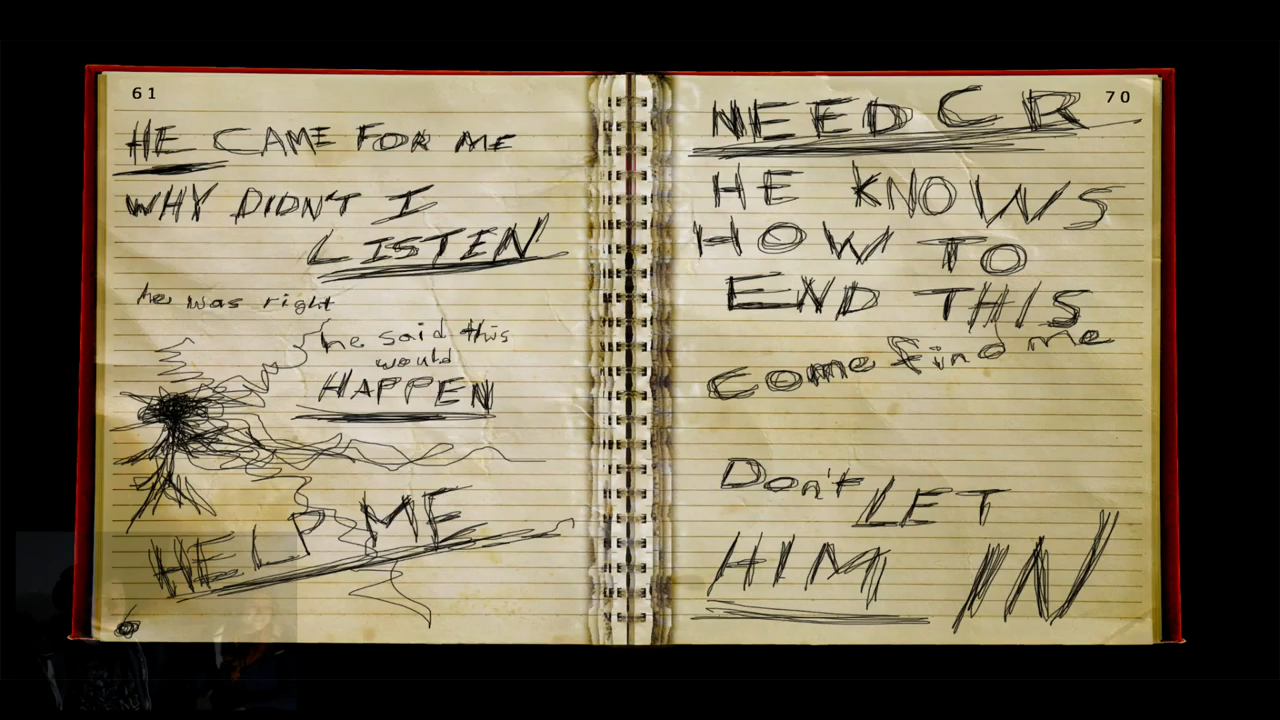 61
HE CAME FOR ME
WHY DIDN'T I
LISTEN
he was right
he said this
would
HAPPEN
HELP ME
70
NEED CR
HE KNOWS
HOW TO
END THIS
come find me
Don't LET
HIM IN